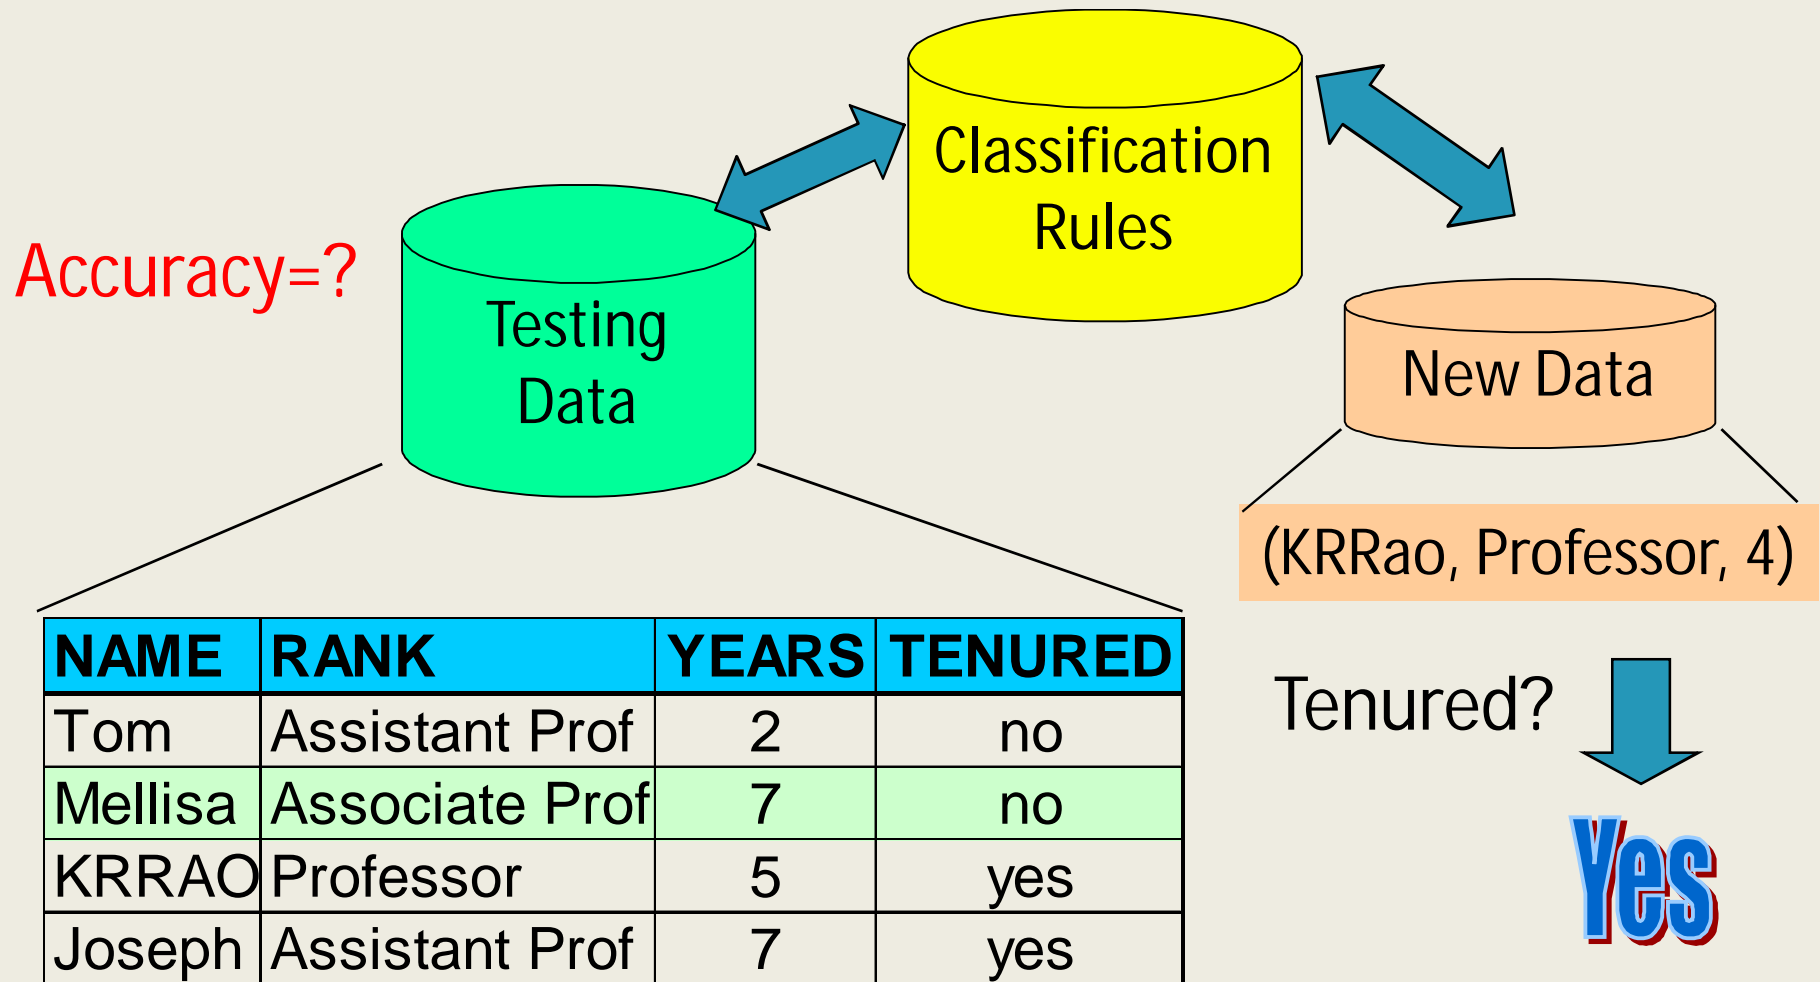 Classification
Rules
Accuracy=?
Testing
Data
New Data
(KRRao, Professor, 4)
NAME RANK YEARS TENURED
Tom Assistant Prof 2 no
Mellisa Associate Prof 7 no
KRRAO Professor 5 yes
Joseph Assistant Prof 7 yes
Tenured?
Yes